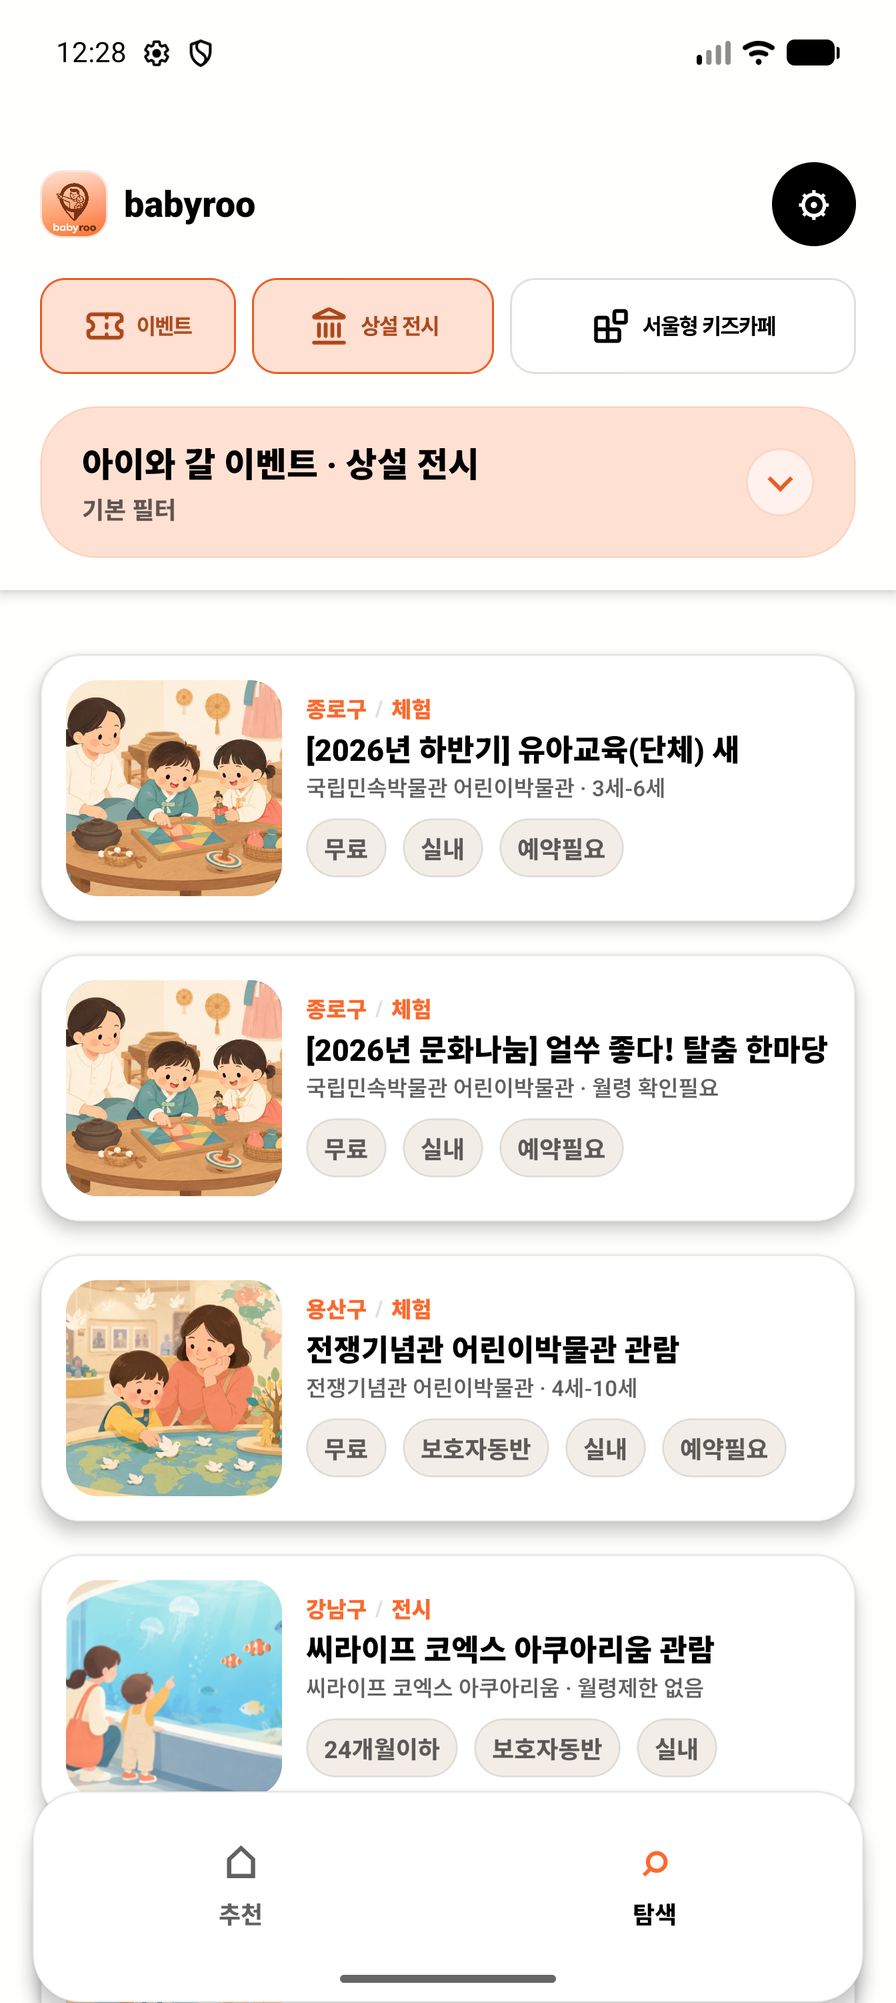 12:28
babyroo
babyroo
이벤트
상설 전시
서울형 키즈카페
아이와 갈 이벤트 · 상설 전시
기본 필터
종로구 / 체험
[2026년 하반기] 유아교육(단체) 새
국립민속박물관 어린이박물관 · 3세-6세
무료 실내 예약필요
종로구 / 체험
[2026년 문화나눔] 얼쑤 좋다! 탈춤 한마당
국립민속박물관 어린이박물관 · 월령 확인필요
무료 실내 예약필요
용산구 / 체험
전쟁기념관 어린이박물관 관람
전쟁기념관 어린이박물관 · 4세-10세
무료 보호자동반 실내 예약필요
강남구 / 전시
씨라이프 코엑스 아쿠아리움 관람
씨라이프 코엑스 아쿠아리움 · 월령제한 없음
24개월이하 보호자동반 실내
추천
탐색